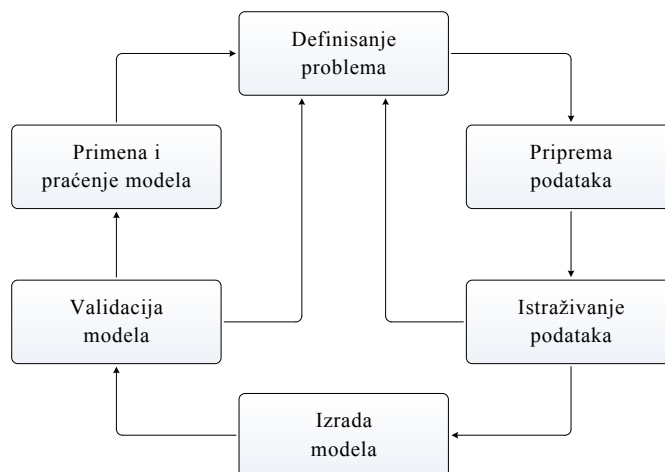 Definisanje
problema
Primena i
praćenje modela
Priprema
podataka
Validacija
modela
Istraživanje
podataka
Izrada
modela